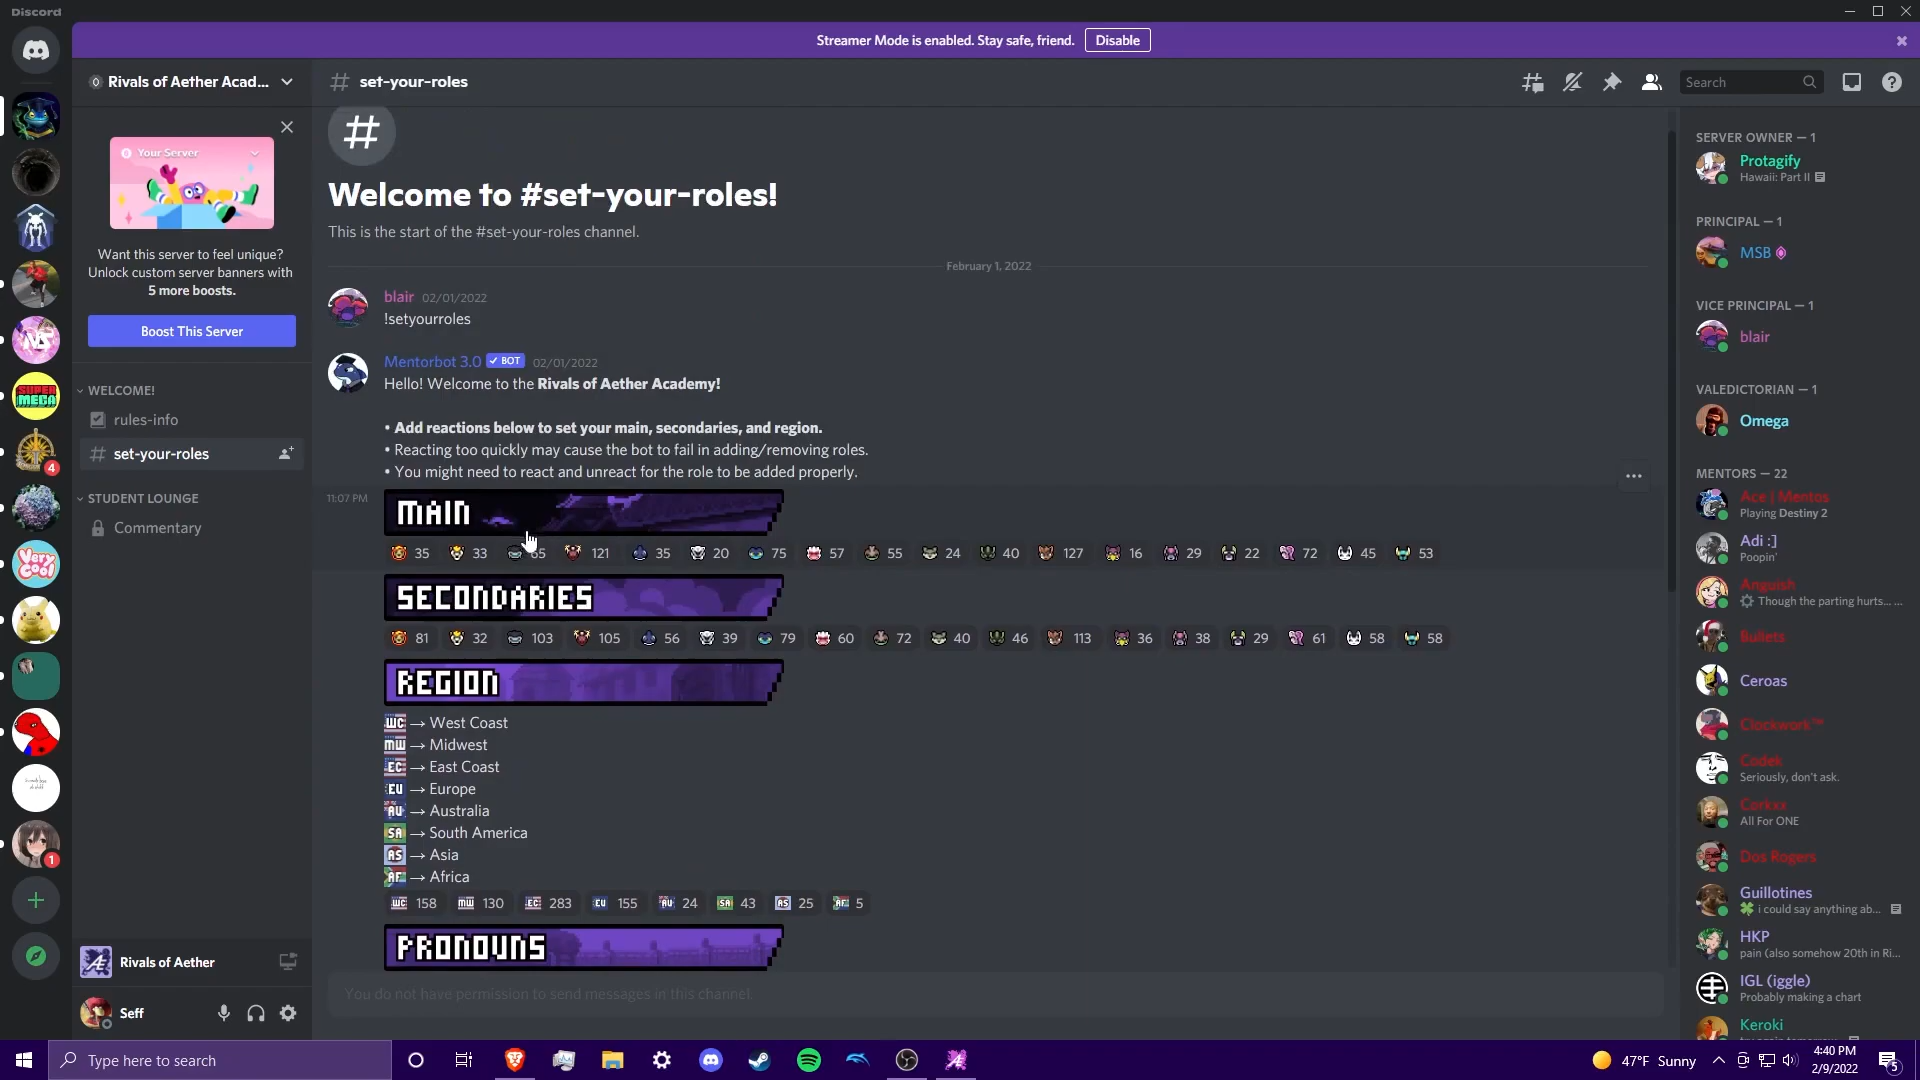 Discord
Streamer Mode is enabled. Stay safe, friend. Disable
Rivals of Aether Acad...
# set-your-roles
Search
Your Server
Want this server to feel unique?
Unlock custom server banners with
5 more boosts.
Boost This Server
WELCOME!
rules-info
set-your-roles
STUDENT LOUNGE
Commentary
Rivals of Aether
Seff
Welcome to #set-your-roles!
This is the start of the #set-your-roles channel.
February 1, 2022
blair 02/01/2022
!setyourroles
Mentorbot 3.0 BOT 02/01/2022
Hello! Welcome to the Rivals of Aether Academy!
• Add reactions below to set your main, secondaries, and region.
• Reacting too quickly may cause the bot to fail in adding/removing roles.
• You might need to react and unreact for the role to be added properly.
11:07 PM
MAIN
35 33 65 121 35 20 75 57 55 24 40 127 16 29 22 72 45 53
SECONDARIES
81 32 103 105 56 39 79 60 72 40 46 113 36 38 29 61 58 58
REGION
WC → West Coast
MW → Midwest
EC → East Coast
EU → Europe
AU → Australia
SA → South America
AS → Asia
AF → Africa
WC 158 MW 130 EC 283 EU 155 AU 24 SA 43 AS 25 AF 5
PRONOUNS
You do not have permission to send messages in this channel.
SERVER OWNER — 1
Protagify
Hawaii: Part II
PRINCIPAL — 1
MSB
VICE PRINCIPAL — 1
blair
VALEDICTORIAN — 1
Omega
MENTORS — 22
Ace | Mentos
Playing Destiny 2
Adi :]
Poopin'
Anguish
Though the parting hurts... ...
Bullets
Ceroas
Clockwork™
Codek
Seriously, don't ask.
Corkxx
All For ONE
Dos Rogers
Guillotines
i could say anything ab...
HKP
pain (also somehow 20th in Ri...
IGL (iggle)
Probably making a chart
Keroki
SUPER
MEGA
4
VERY
COOL
1
Type here to search
47°F Sunny
4:40 PM
2/9/2022
5